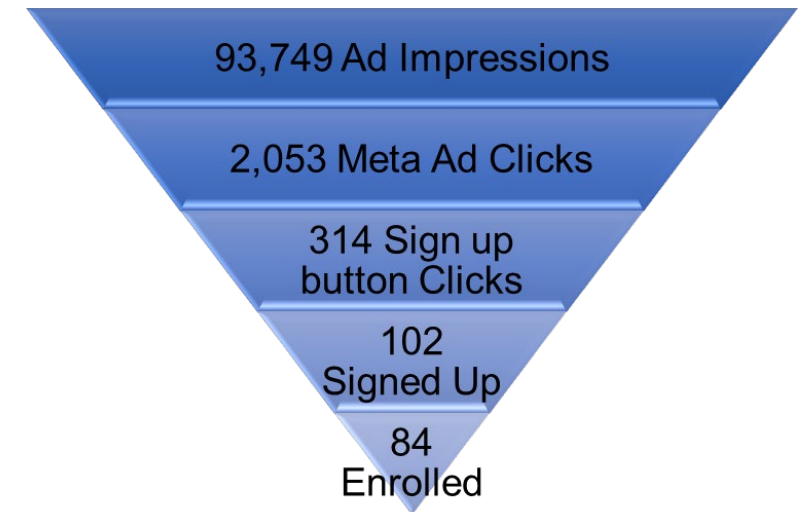 93,749 Ad Impressions
2,053 Meta Ad Clicks
314 Sign up
button Clicks
102
Signed Up
84
Enrolled